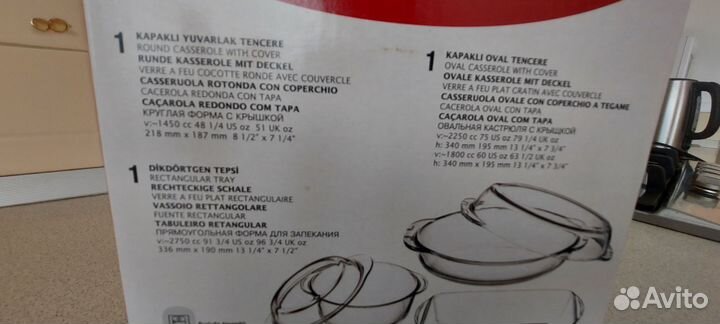 1 KAPAKLI YUVARLAK TENCERE
ROUND CASSEROLE WITH COVER
RUNDE KASSEROLE MIT DECKEL
VERRE A FEU COCOTTE RONDE AVEC COUVERCLE
CASSERUOLA ROTONDA CON COPERCHIO
CACEROLA REDONDO CON TAPA
CAÇAROLA REDONDO COM TAPA
КРУГЛАЯ ФОРМА С КРЫШКОЙ
v:~1450 cc 48 1/4 US oz 51 UK oz
218 mm x 187 mm 8 1/2" x 7 1/4"
1 DİKDÖRTGEN TEPSİ
RECTANGULAR TRAY
RECHTECKIGE SCHALE
VERRE A FEU PLAT RECTANGULAIRE
VASSOIO RETTANGOLARE
FUENTE RECTANGULAR
TABULEIRO RETANGULAR
ПРЯМОУГОЛЬНАЯ ФОРМА ДЛЯ ЗАПЕКАНИЯ
v:~2750 cc 91 3/4 US oz 96 3/4 UK oz
336 mm x 190 mm 13 1/4" x 7 1/2"
1 KAPAKLI OVAL TENCERE
OVAL CASSEROLE WITH COVER
OVALE KASSEROLE MIT DECKEL
VERRE A FEU PLAT GRATIN AVEC COUVERCLE
CASSERUOLA OVALE CON COPERCHIO A TEGAME
CACEROLA OVAL CON TAPA
CAÇAROLA OVAL COM TAPA
ОВАЛЬНАЯ КАСТРЮЛЯ С КРЫЩКОЙ
v:~2250 cc 75 US oz 79 1/4 UK oz
h: 340 mm 195 mm 13 1/4" x 7 3/4"
v:~1800 cc 60 US oz 63 1/2 UK oz
h: 340 mm x 195 mm 13 1/4" x 7 3/4"
Avito